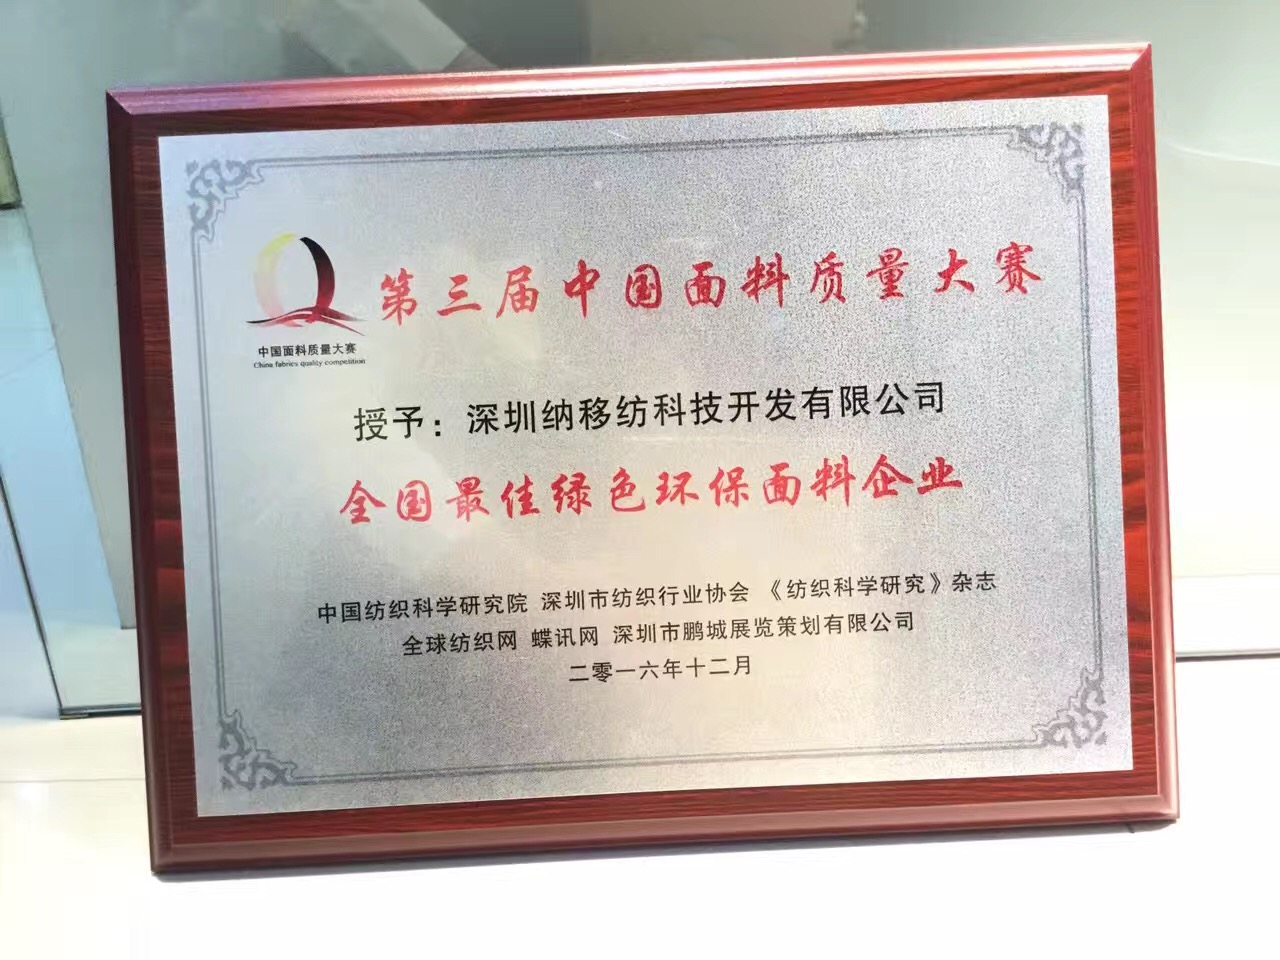 第三届中国面料质量大赛
中国面料质量大赛
China fabrics quality competition
授予：深圳纳移纺科技开发有限公司
全国最佳绿色环保面料企业
中国纺织科学研究院 深圳市纺织行业协会 《纺织科学研究》杂志
全球纺织网 蝶讯网 深圳市鹏城展览策划有限公司
二零一六年十二月